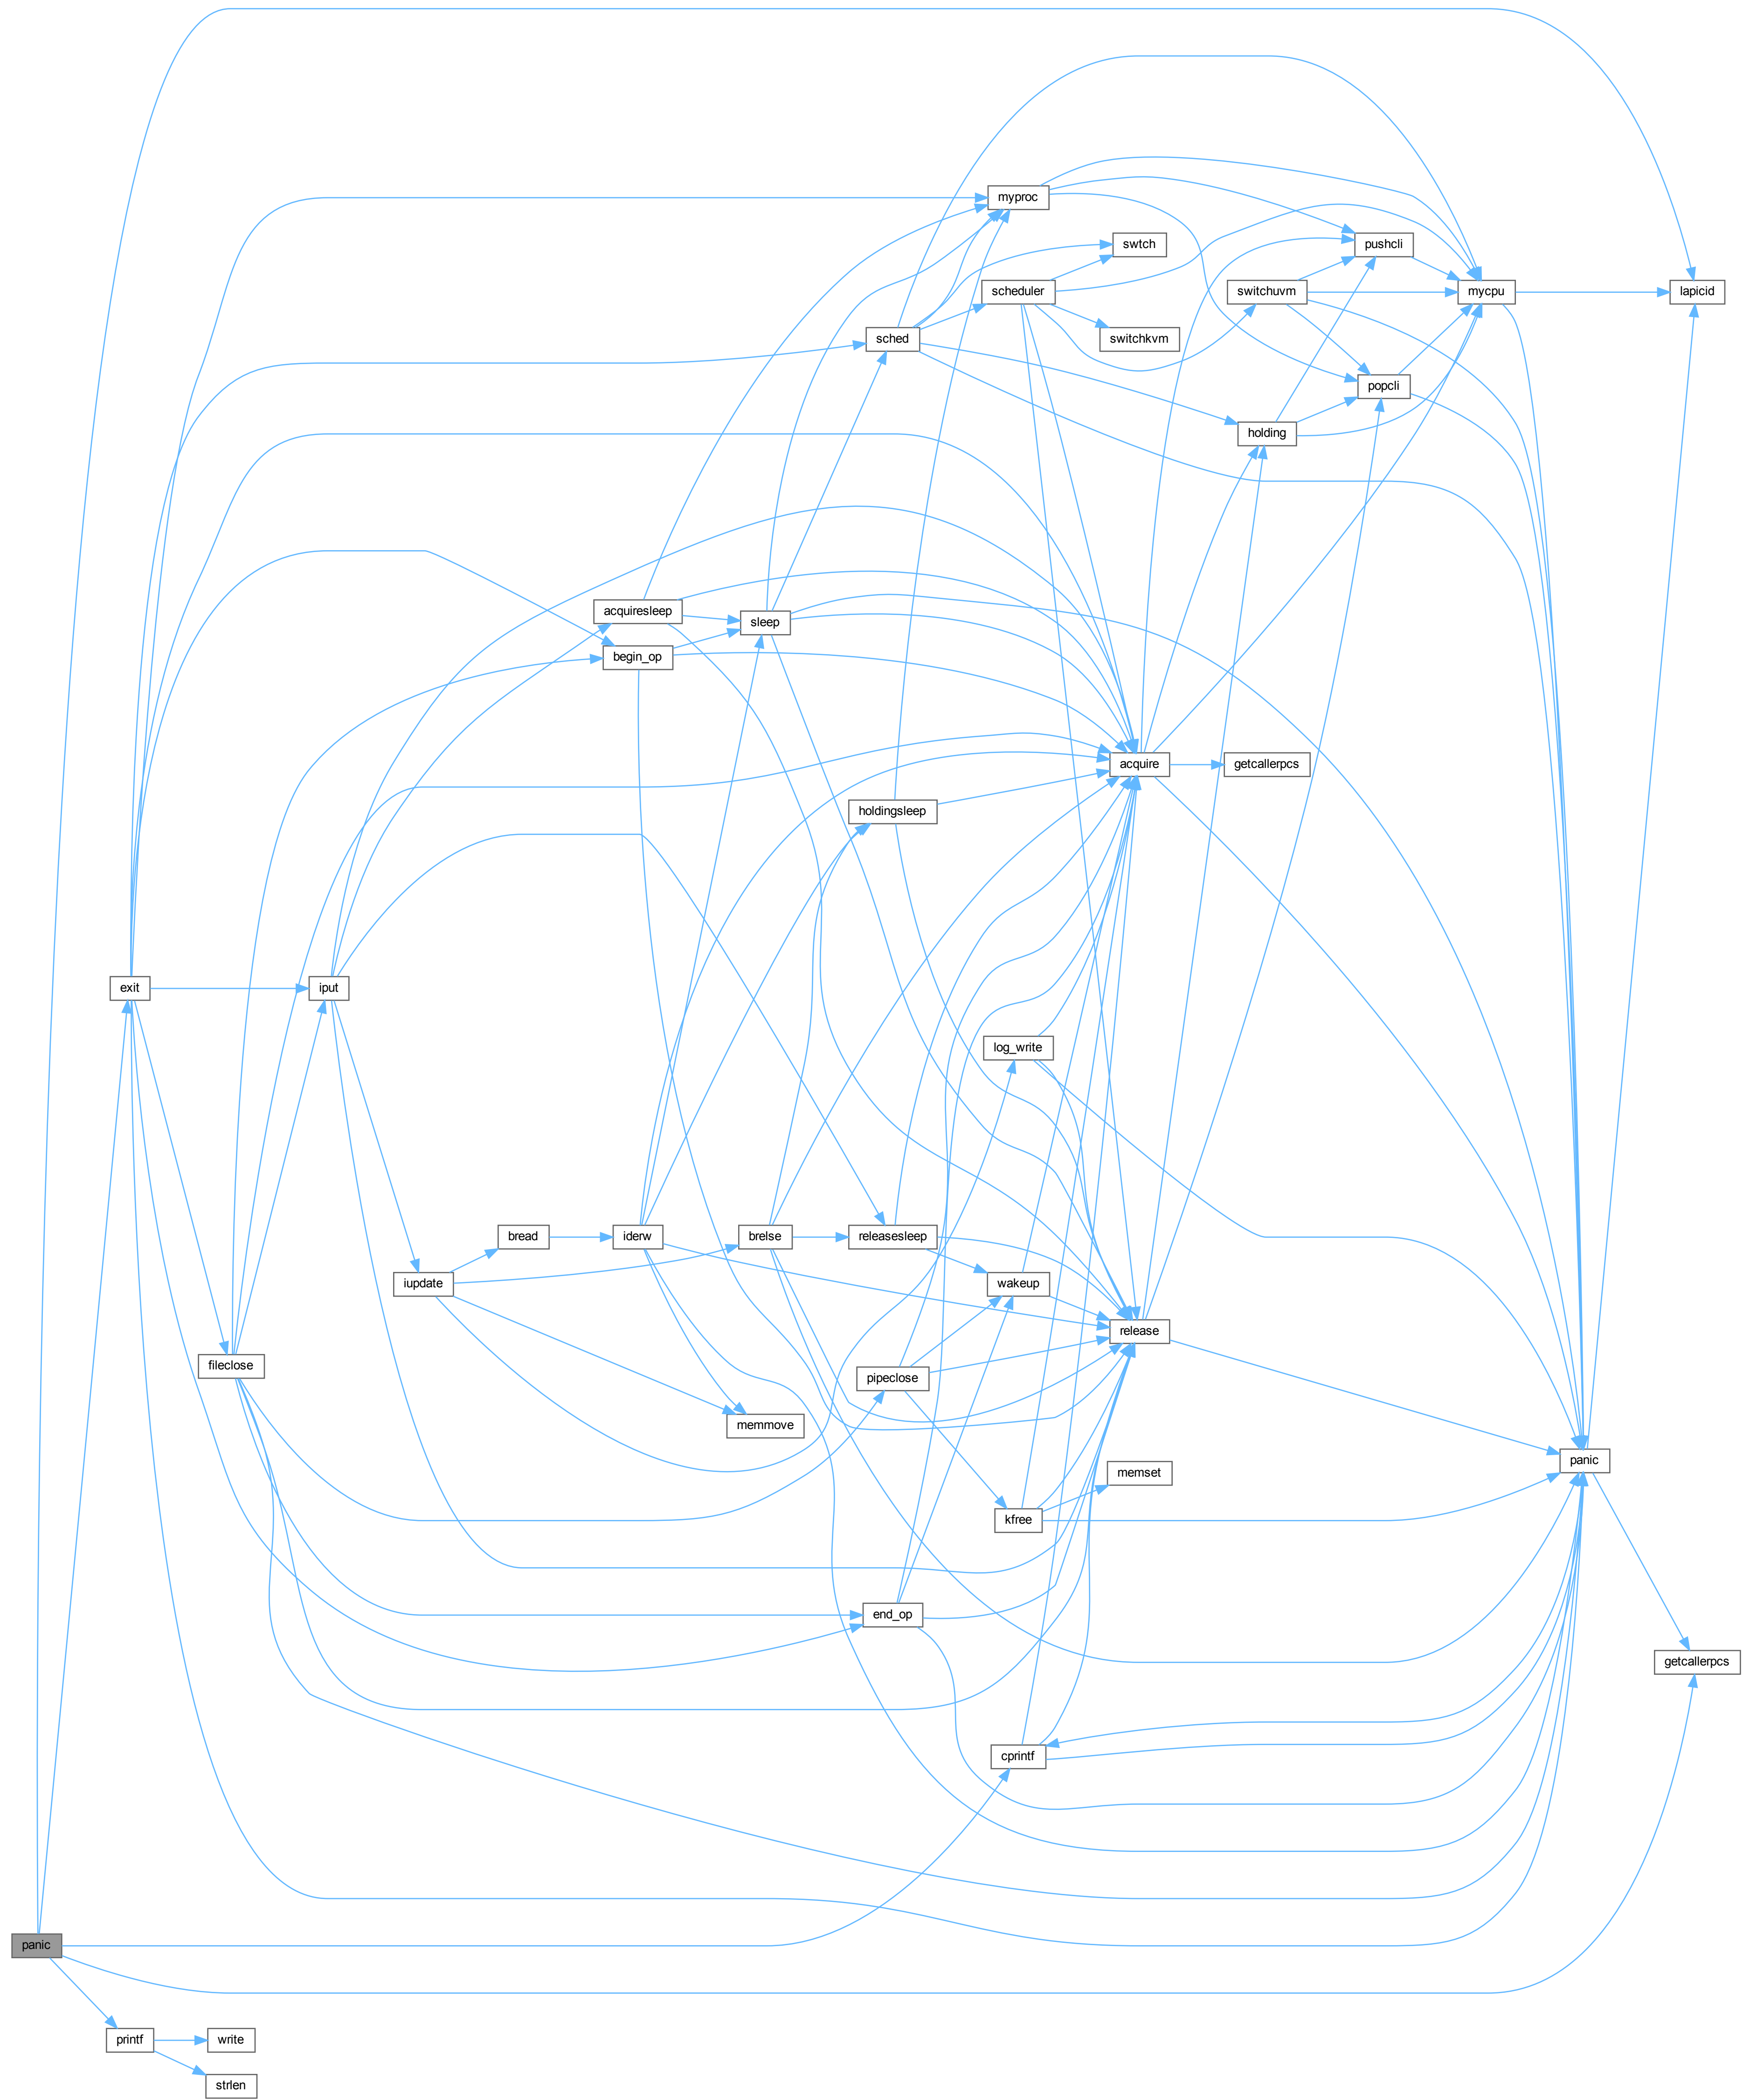 myproc
swtch
pushcli
scheduler
switchuvm
mycpu
lapicid
sched
switchkvm
popcli
holding
acquiresleep
sleep
begin_op
acquire
getcallerpcs
holdingsleep
exit
iput
log_write
bread
iderw
brelse
releasesleep
iupdate
wakeup
release
fileclose
pipeclose
memmove
panic
memset
kfree
end_op
getcallerpcs
cprintf
panic
printf
write
strlen